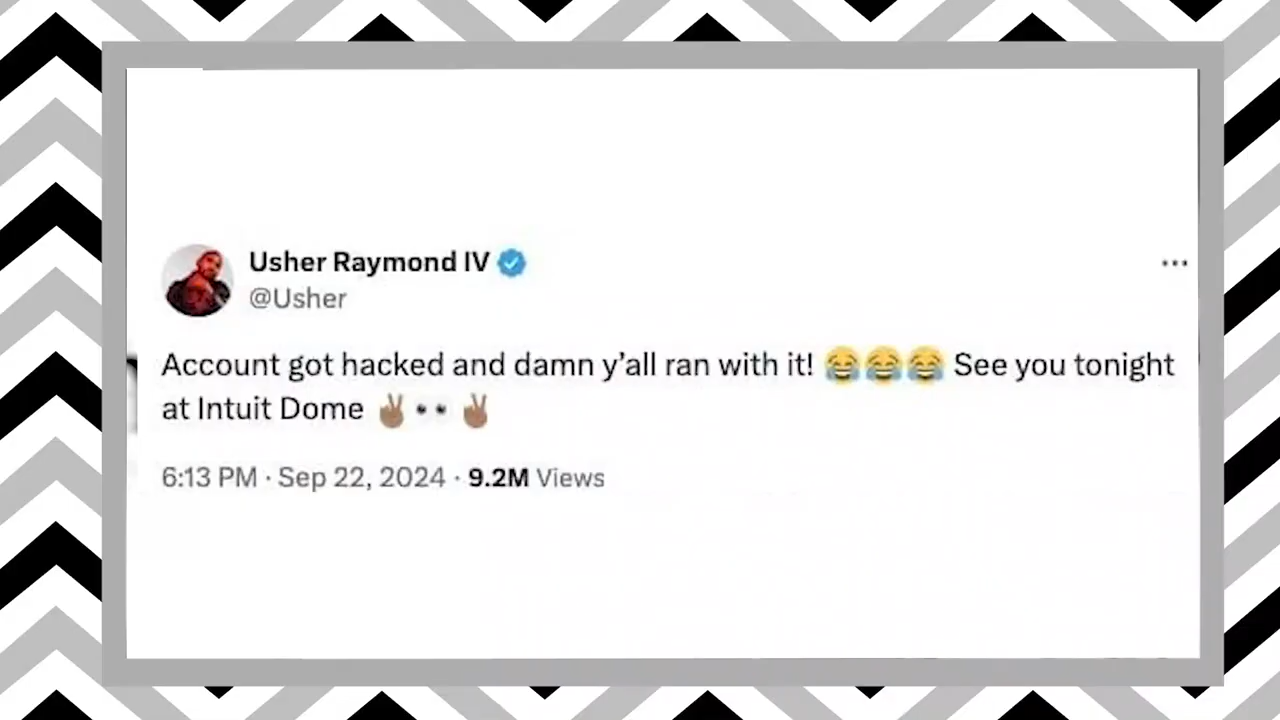 Usher Raymond IV
@Usher
Account got hacked and damn y’all ran with it! 😂😂😂 See you tonight
at Intuit Dome ✌🏽👀✌🏽
6:13 PM · Sep 22, 2024 · 9.2M Views